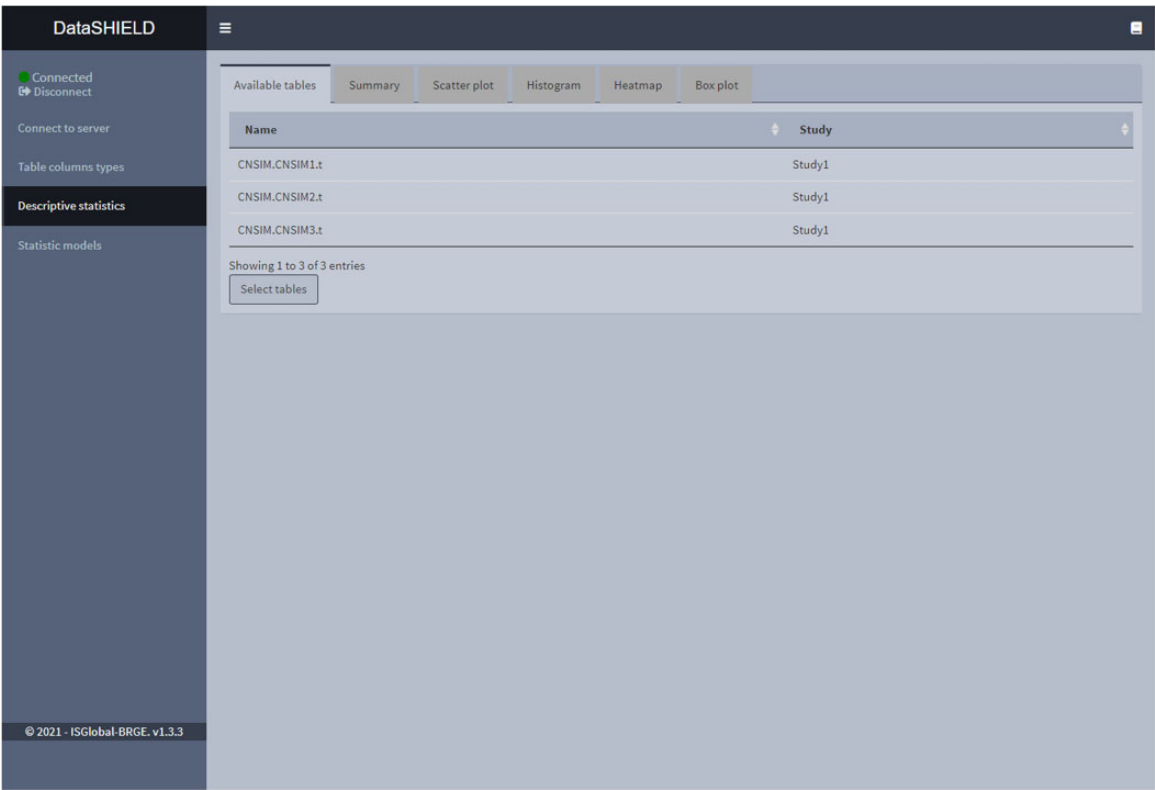 DataSHIELD
Connected
Disconnect
Connect to server
Table columns types
Descriptive statistics
Statistic models
© 2021 - ISGlobal-BRGE. v1.3.3
Available tables Summary Scatter plot Histogram Heatmap Box plot
Name Study
CNSIM.CNSIM1.t Study1
CNSIM.CNSIM2.t Study1
CNSIM.CNSIM3.t Study1
Showing 1 to 3 of 3 entries
Select tables